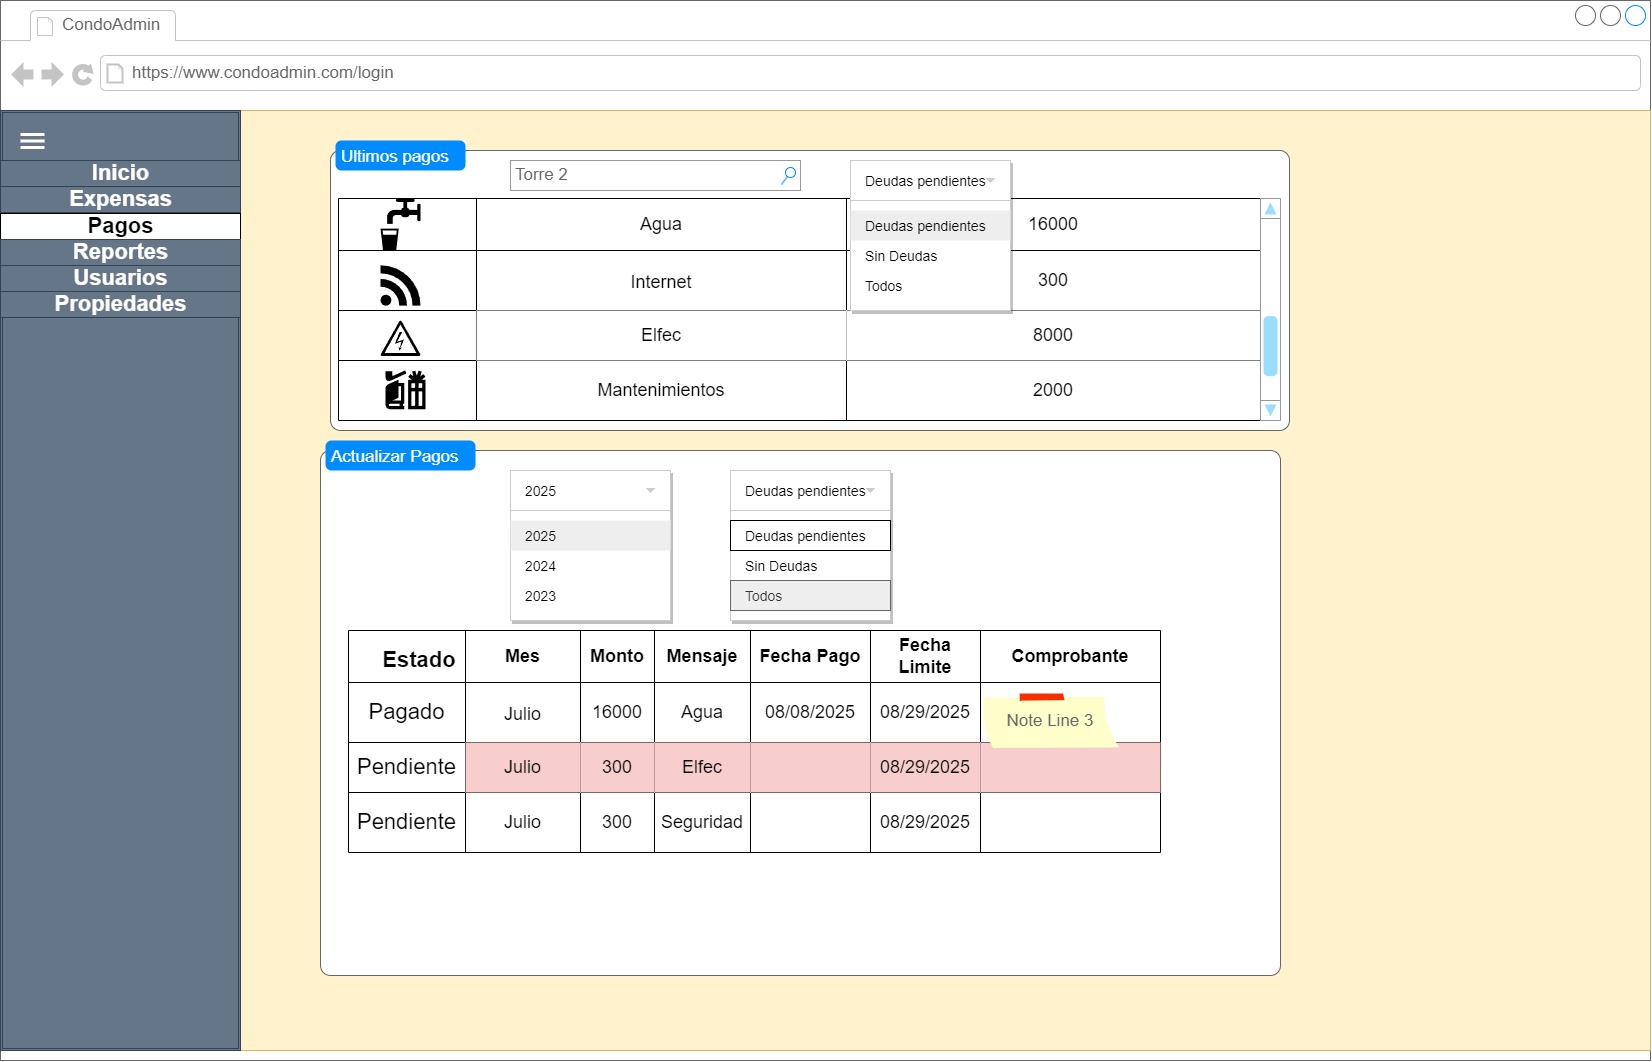 CondoAdmin
https://www.condoadmin.com/login
Inicio
Expensas
Pagos
Reportes
Usuarios
Propiedades
Ultimos pagos
Torre 2
Deudas pendientes
Deudas pendientes
Sin Deudas
Todos
Agua 16000
Internet 300
Elfec 8000
Mantenimientos 2000
Actualizar Pagos
2025
2025
2024
2023
Deudas pendientes
Deudas pendientes
Sin Deudas
Todos
Estado Mes Monto Mensaje Fecha Pago Fecha Limite Comprobante
Pagado Julio 16000 Agua 08/08/2025 08/29/2025 Note Line 3
Pendiente Julio 300 Elfec 08/29/2025
Pendiente Julio 300 Seguridad 08/29/2025